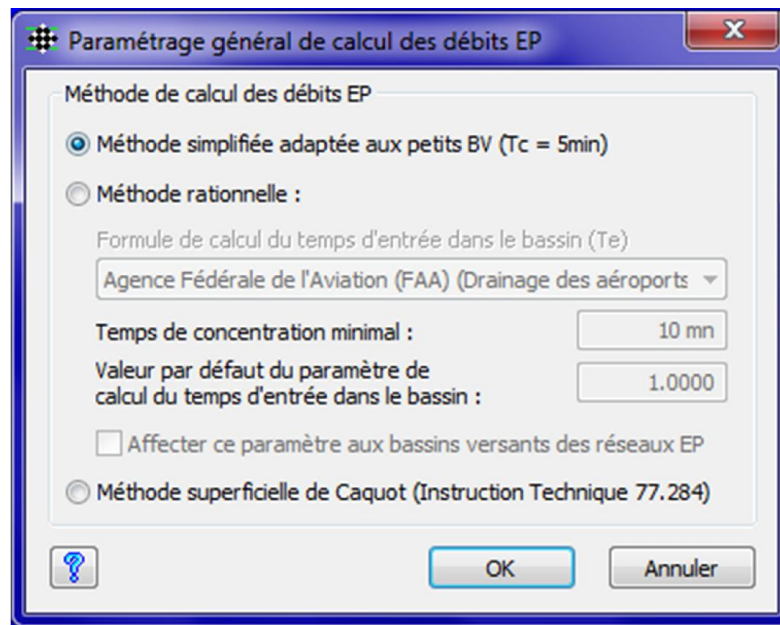 Paramétrage général de calcul des débits EP
Méthode de calcul des débits EP
Méthode simplifiée adaptée aux petits BV (Tc = 5min)
Méthode rationnelle :
Formule de calcul du temps d'entrée dans le bassin (Te)
Agence Fédérale de l'Aviation (FAA) (Drainage des aéroports
Temps de concentration minimal :
10 mn
Valeur par défaut du paramètre de
calcul du temps d'entrée dans le bassin :
1.0000
Affecter ce paramètre aux bassins versants des réseaux EP
Méthode superficielle de Caquot (Instruction Technique 77.284)
?
OK
Annuler